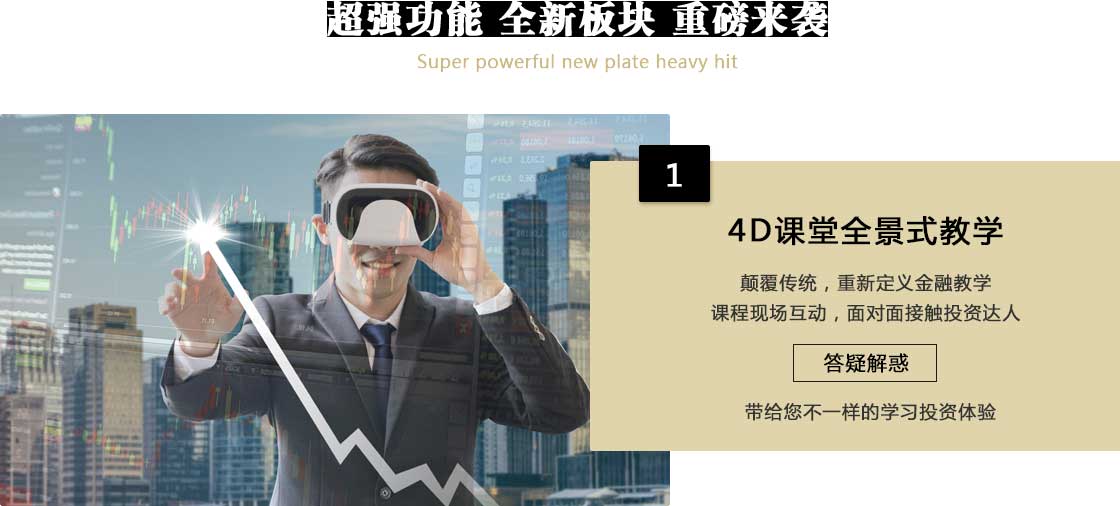 超强功能 全新板块 重磅来袭
Super powerful new plate heavy hit
1
4D课堂全景式教学
颠覆传统，重新定义金融教学
课程现场互动，面对面接触投资达人
答疑解惑
带给您不一样的学习投资体验